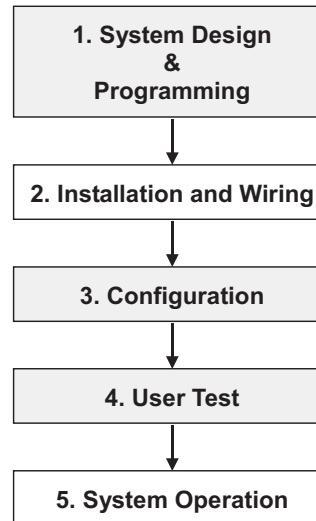 1. System Design
&
Programming
2. Installation and Wiring
3. Configuration
4. User Test
5. System Operation